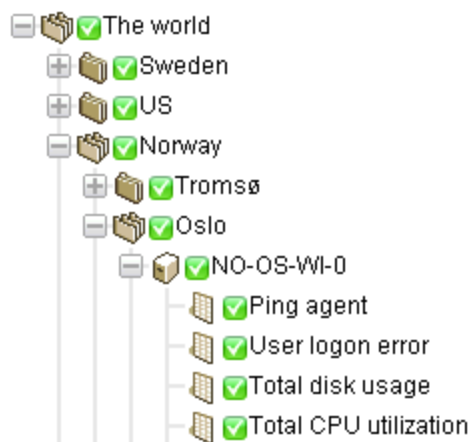 The world
Sweden
US
Norway
Tromsø
Oslo
NO-OS-WI-0
Ping agent
User logon error
Total disk usage
Total CPU utilization